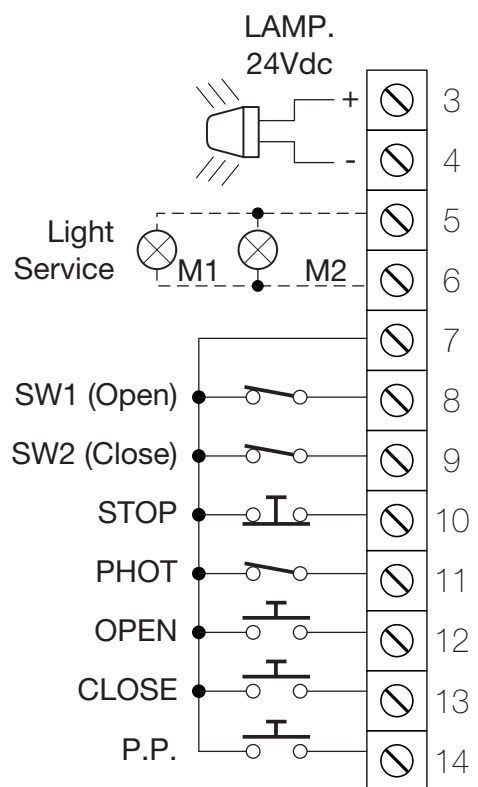 LAMP.
24Vdc
+ 3
- 4
5
Light
Service M1 M2
6
7
SW1 (Open) 8
SW2 (Close) 9
STOP 10
PHOT 11
OPEN 12
CLOSE 13
P.P. 14